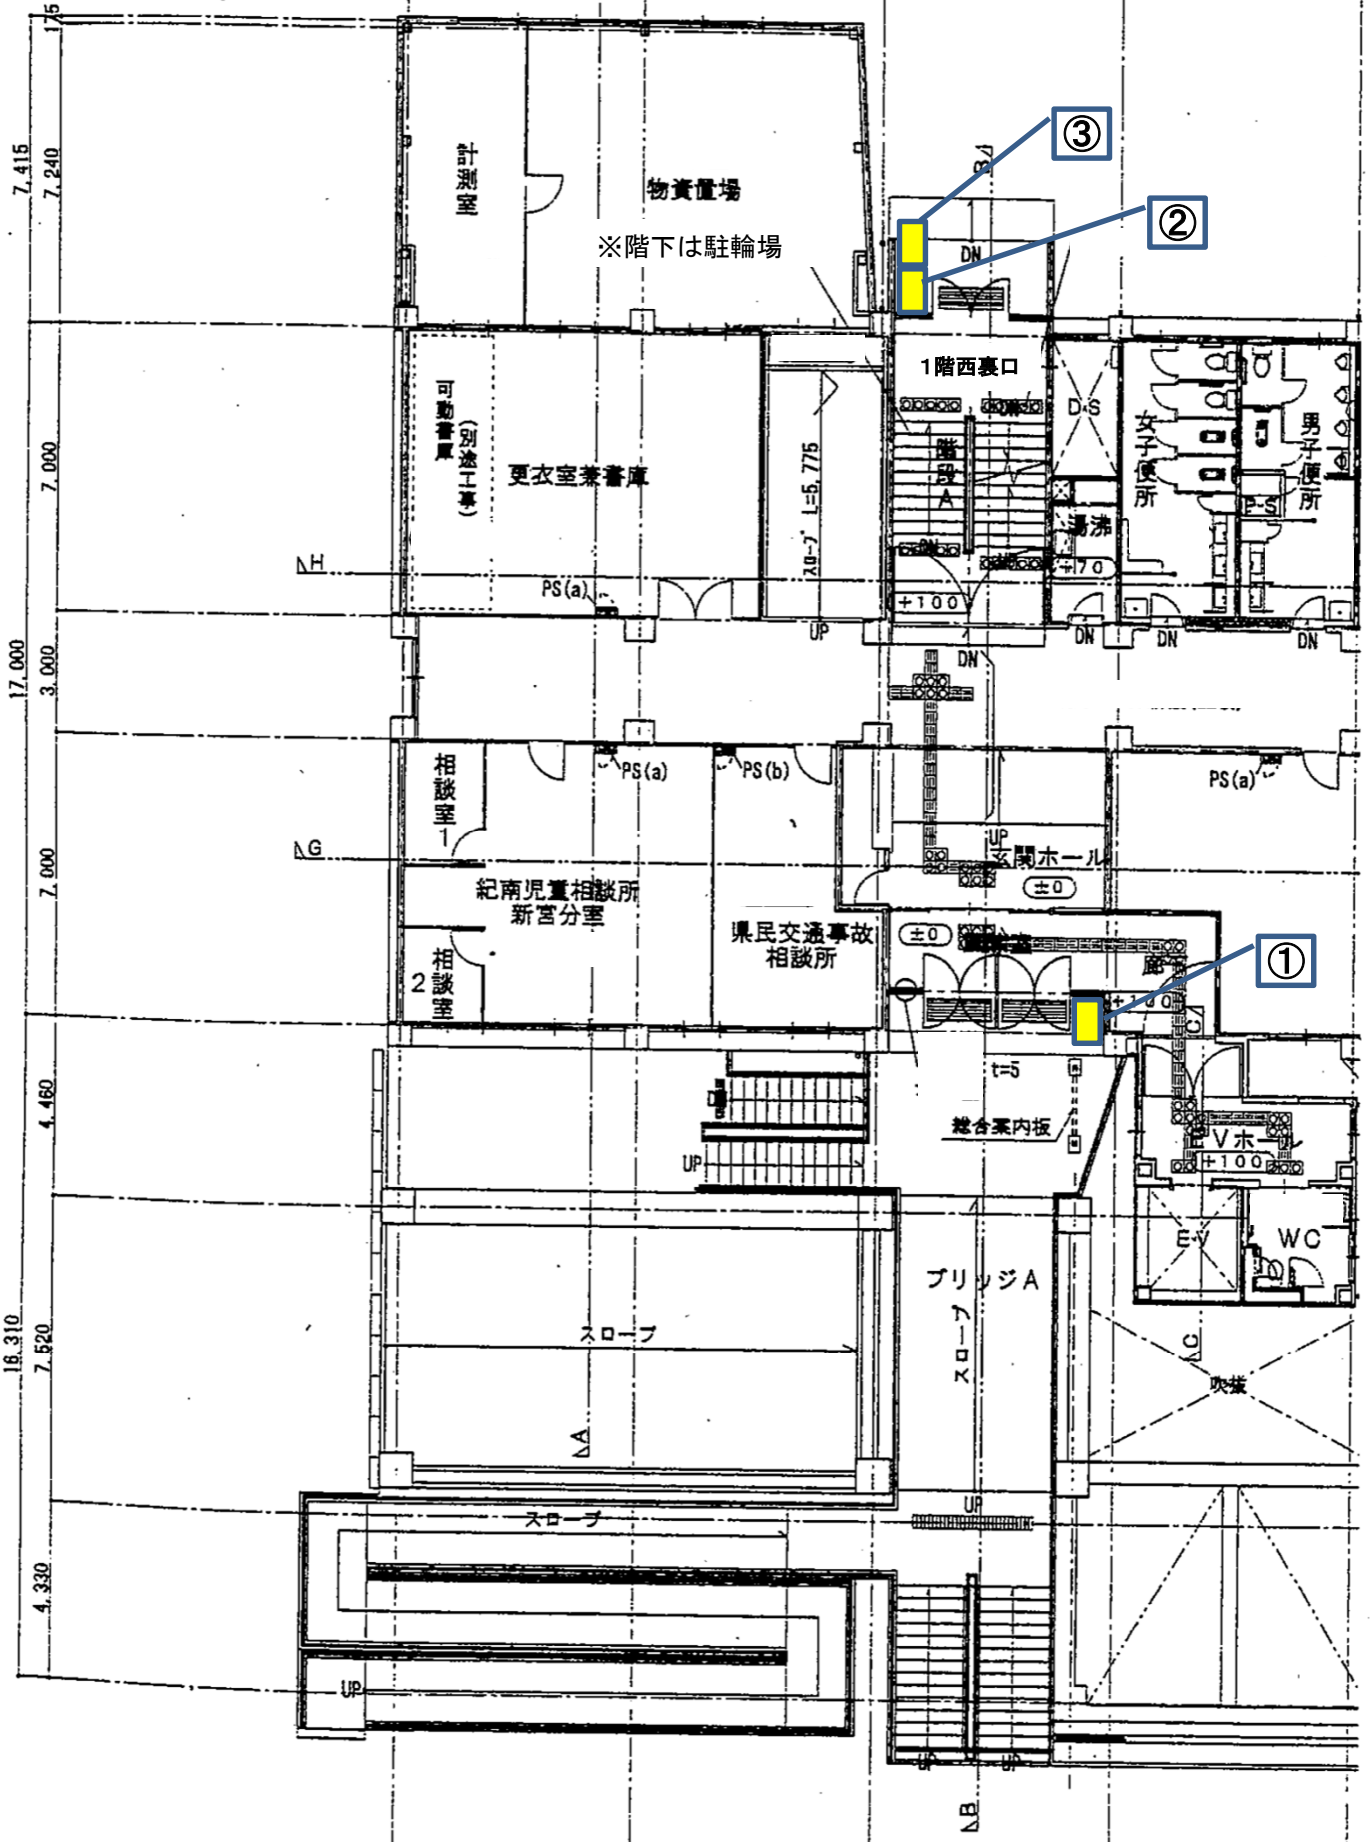 175
7,415
7,240
計測室
物資置場
※階下は駐輪場
③
②
B
DN
1階西裏口
可動書庫
(別途工事)
更衣室兼書庫
スロープ L=5,775
階段A
DN
D・S
女子便所
男子便所
P-S
湯沸
7,000
H
PS(a)
DN
+100
+70
UP
DN
DN
DN
DN
17,000
3,000
相談室1
PS(a)
PS(b)
PS(a)
UP
玄関ホール
±0
G
7,000
紀南児童相談所
新宮分室
県民交通事故
相談所
±0
①
相談室2
+100
C
t=5
総合案内板
4,460
UP
EVホール
+100
E・V
WC
ブリッジA
スロープ
スロープ
C
吹抜
16,310
7,520
A
UP
スロープ
4,330
UP
UP
UP
B